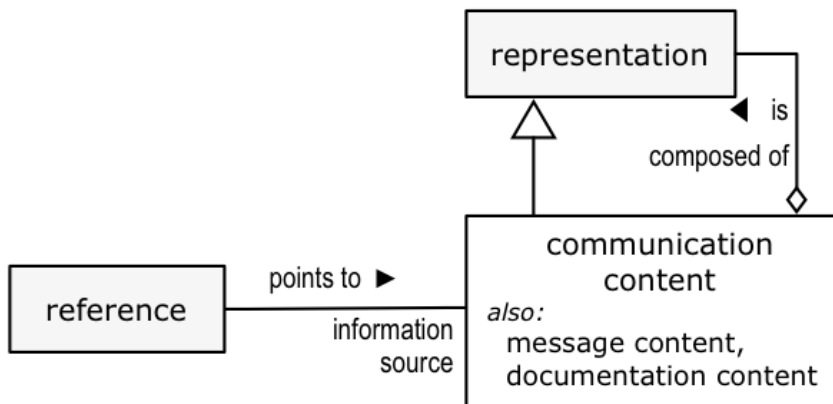 representation
◄ is
composed of
communication
content
also:
message content,
documentation content
reference
points to ►
information
source